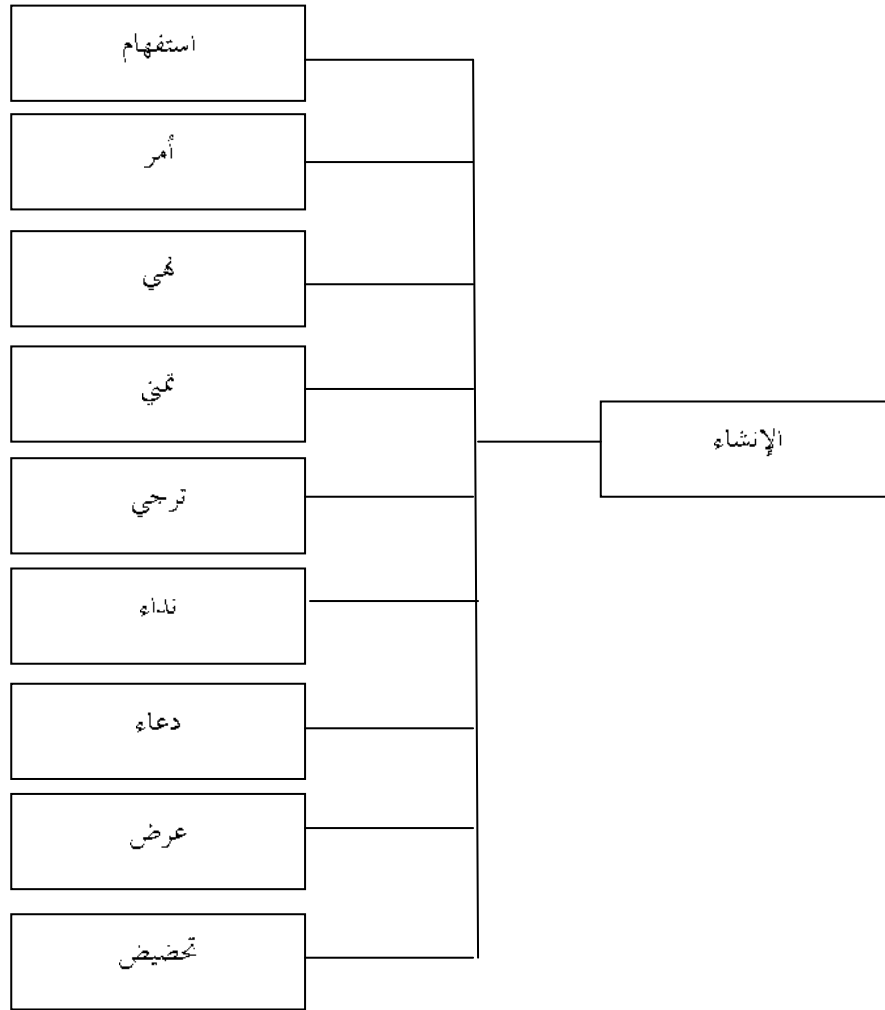 الإنشاء
استفهام
أمر
نهي
تمني
ترجي
نداء
دعاء
عرض
تحضيض